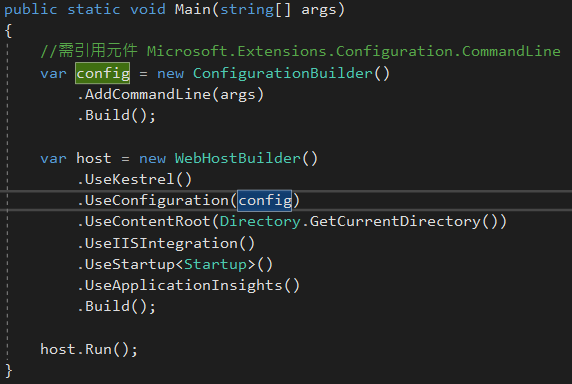 public static void Main(string[] args)
{
//需引用元件 Microsoft.Extensions.Configuration.CommandLine
var config = new ConfigurationBuilder()
.AddCommandLine(args)
.Build();
var host = new WebHostBuilder()
.UseKestrel()
.UseConfiguration(config)
.UseContentRoot(Directory.GetCurrentDirectory())
.UseIISIntegration()
.UseStartup<Startup>()
.UseApplicationInsights()
.Build();
host.Run();
}